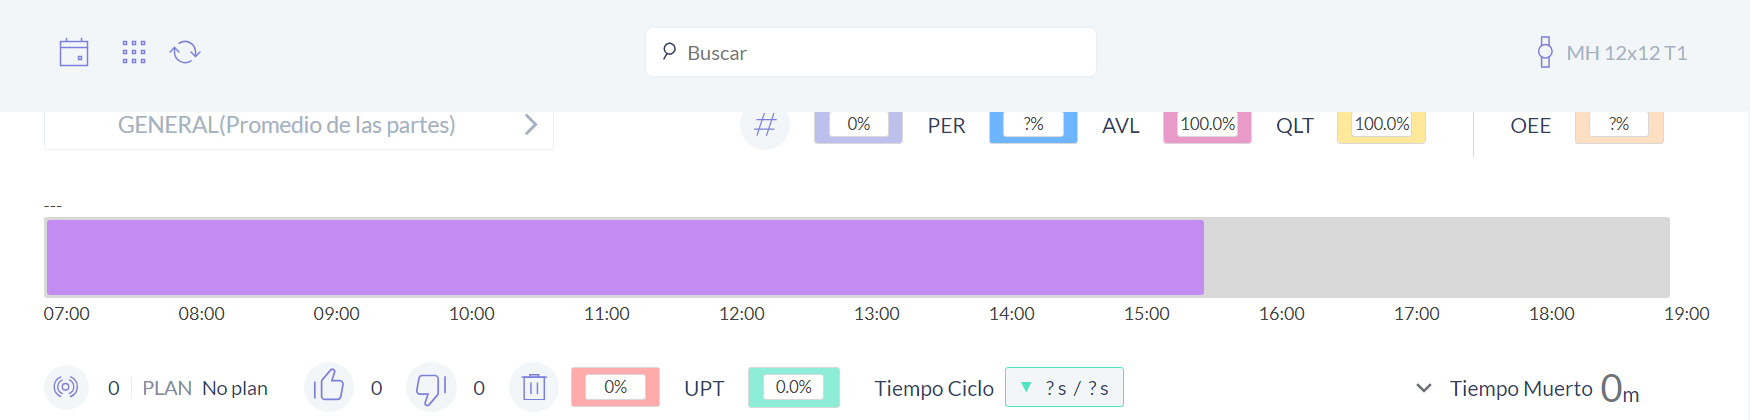 Buscar
MH 12x12 T1
GENERAL(Promedio de las partes)
# 0% PER ?% AVL 100.0% QLT 100.0% OEE ?%
---
07:00 08:00 09:00 10:00 11:00 12:00 13:00 14:00 15:00 16:00 17:00 18:00 19:00
0 PLAN No plan 0 0 0% UPT 0.0% Tiempo Ciclo ▼ ?s / ?s Tiempo Muerto 0m